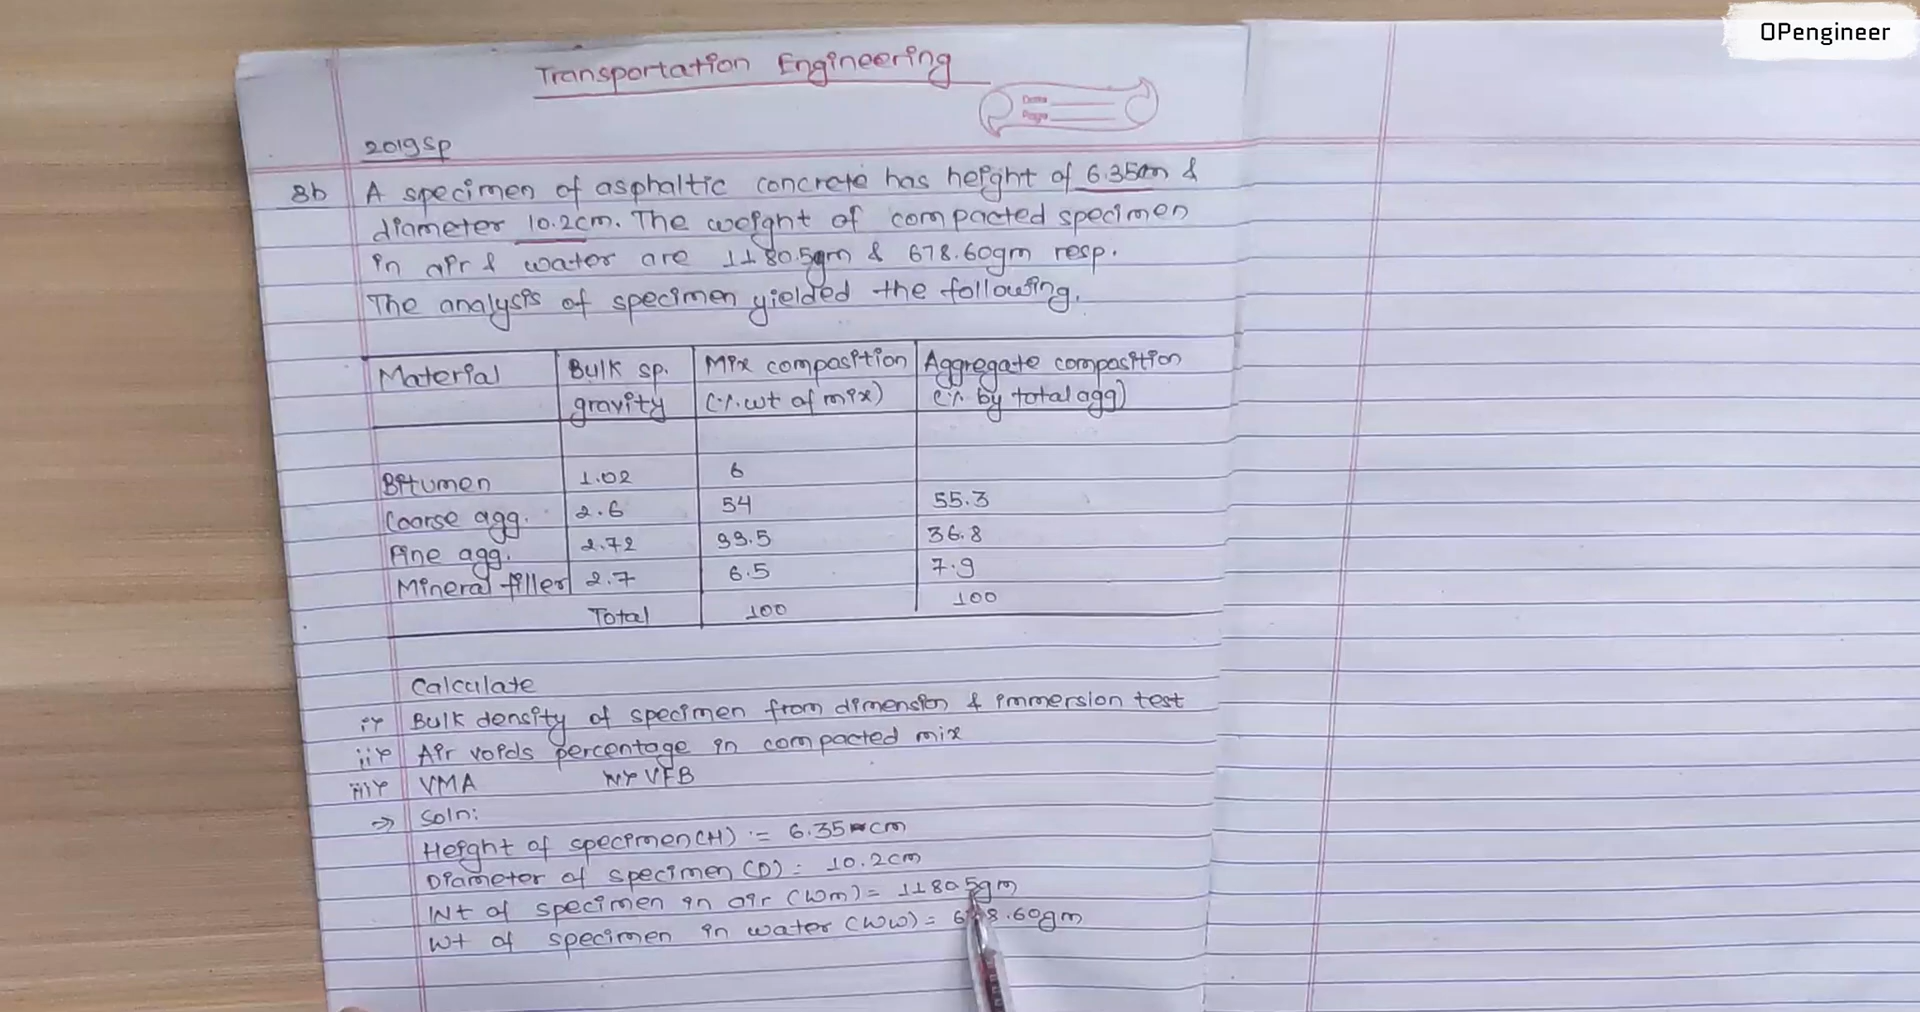 OPengineer
Transportation Engineering
Date
Page
2019sp
8b A specimen of asphaltic concrete has height of 6.35cm &
diameter 10.2cm. The weight of compacted specimen
in air & water are 1180.5gm & 678.60gm resp.
The analysis of specimen yielded the following.
Material Bulk sp. gravity Mix composition (%.wt of mix) Aggregate composition (% by total agg)
Bitumen 1.02 6
Coarse agg. 2.6 54 55.3
Fine agg. 2.72 33.5 36.8
Mineral filler 2.7 6.5 7.9
Total 100 100
Calculate
i) Bulk density of specimen from dimension & immersion test
ii) Air voids percentage in compacted mix
iii) VMA iv) VFB
⇒ Soln:
Height of specimen (H) = 6.35 cm
Diameter of specimen (D) = 10.2cm
Wt of specimen in air (Wm) = 1180.5gm
Wt of specimen in water (Ww) = 678.60gm